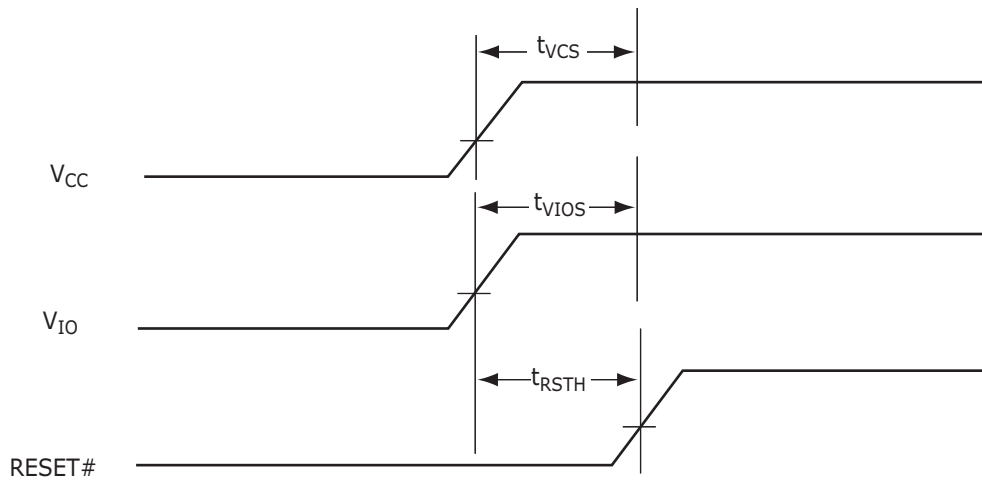 tVCS
VCC
tVIOS
VIO
tRSTH
RESET#